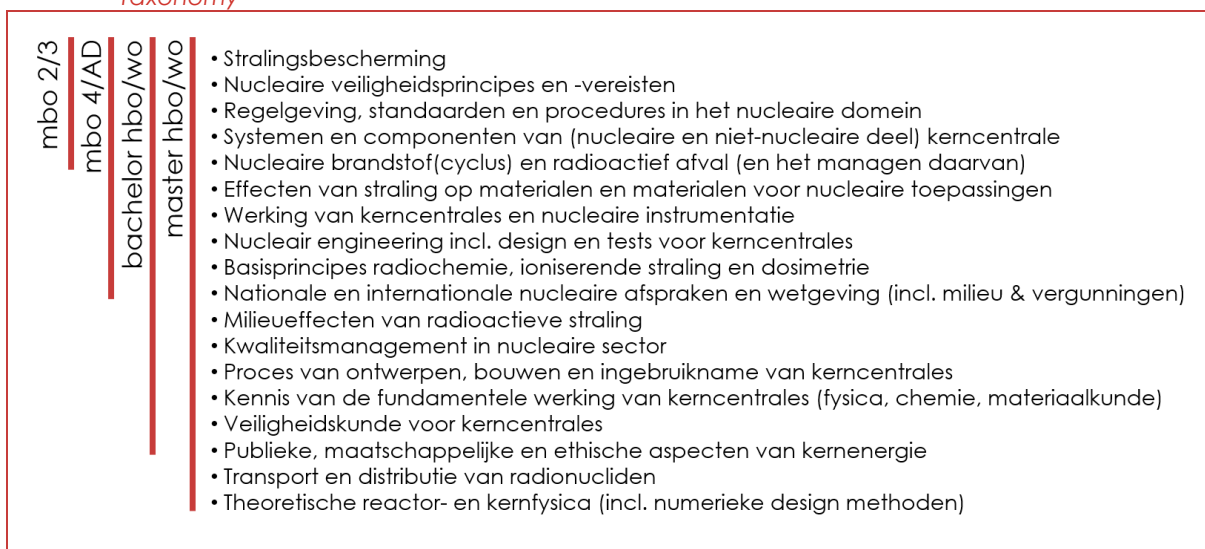 Taxonomy
mbo 2/3
mbo 4/AD
bachelor hbo/wo
master hbo/wo
• Stralingsbescherming
• Nucleaire veiligheidsprincipes en -vereisten
• Regelgeving, standaarden en procedures in het nucleaire domein
• Systemen en componenten van (nucleaire en niet-nucleaire deel) kerncentrale
• Nucleaire brandstof(cyclus) en radioactief afval (en het managen daarvan)
• Effecten van straling op materialen en materialen voor nucleaire toepassingen
• Werking van kerncentrales en nucleaire instrumentatie
• Nucleair engineering incl. design en tests voor kerncentrales
• Basisprincipes radiochemie, ioniserende straling en dosimetrie
• Nationale en internationale nucleaire afspraken en wetgeving (incl. milieu & vergunningen)
• Milieueffecten van radioactieve straling
• Kwaliteitsmanagement in nucleaire sector
• Proces van ontwerpen, bouwen en ingebruikname van kerncentrales
• Kennis van de fundamentele werking van kerncentrales (fysica, chemie, materiaalkunde)
• Veiligheidskunde voor kerncentrales
• Publieke, maatschappelijke en ethische aspecten van kernenergie
• Transport en distributie van radionucliden
• Theoretische reactor- en kernfysica (incl. numerieke design methoden)